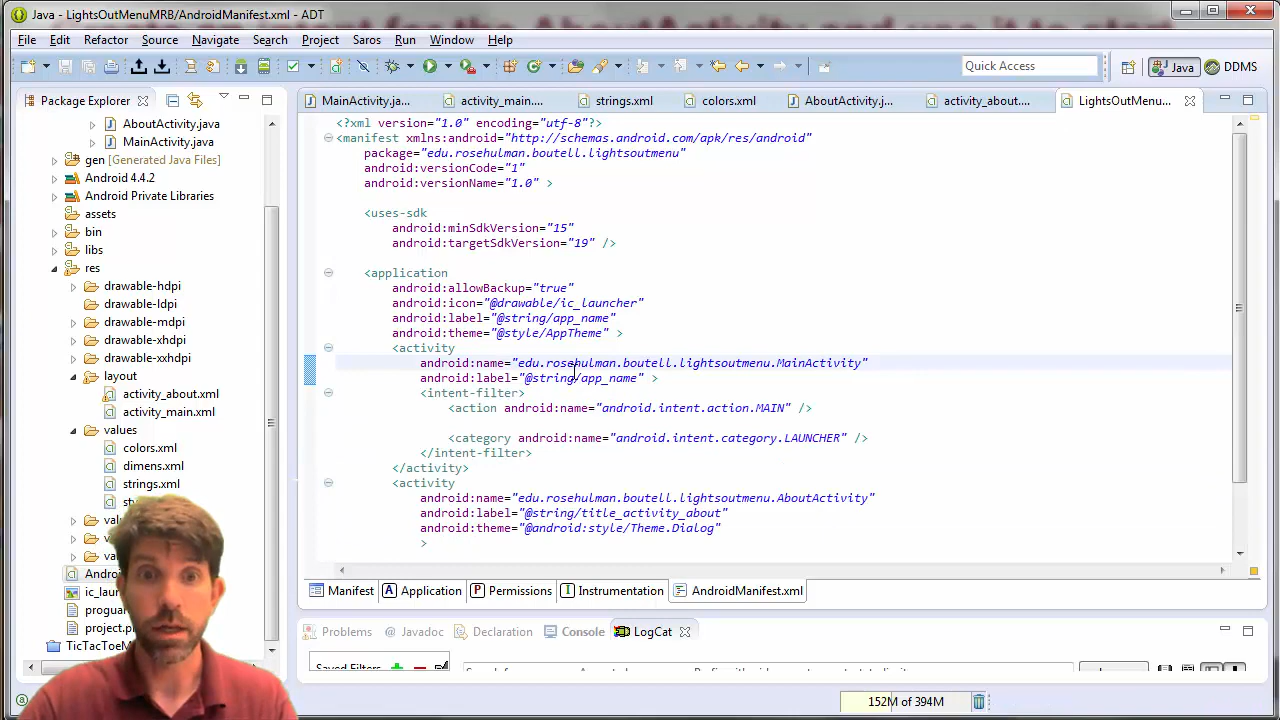 Java - LightsOutMenuMRB/AndroidManifest.xml - ADT
File Edit Refactor Source Navigate Search Project Saros Run Window Help
Quick Access
Java
DDMS
Package Explorer
MainActivity.ja...
activity_main....
strings.xml
colors.xml
AboutActivity.j...
activity_about....
LightsOutMenu...
AboutActivity.java
MainActivity.java
gen [Generated Java Files]
Android 4.4.2
Android Private Libraries
assets
bin
libs
res
drawable-hdpi
drawable-ldpi
drawable-mdpi
drawable-xhdpi
drawable-xxhdpi
layout
activity_about.xml
activity_main.xml
values
colors.xml
dimens.xml
strings.xml
<?xml version="1.0" encoding="utf-8"?>
<manifest xmlns:android="http://schemas.android.com/apk/res/android"
package="edu.rosehulman.boutell.lightsoutmenu"
android:versionCode="1"
android:versionName="1.0" >
<uses-sdk
android:minSdkVersion="15"
android:targetSdkVersion="19" />
<application
android:allowBackup="true"
android:icon="@drawable/ic_launcher"
android:label="@string/app_name"
android:theme="@style/AppTheme" >
<activity
android:name="edu.rosehulman.boutell.lightsoutmenu.MainActivity"
android:label="@string/app_name" >
<intent-filter>
<action android:name="android.intent.action.MAIN" />
<category android:name="android.intent.category.LAUNCHER" />
</intent-filter>
</activity>
<activity
android:name="edu.rosehulman.boutell.lightsoutmenu.AboutActivity"
android:label="@string/title_activity_about"
android:theme="@android:style/Theme.Dialog"
>
Manifest
Application
Permissions
Instrumentation
AndroidManifest.xml
Problems
Javadoc
Declaration
Console
LogCat
Saved Filters
152M of 394M